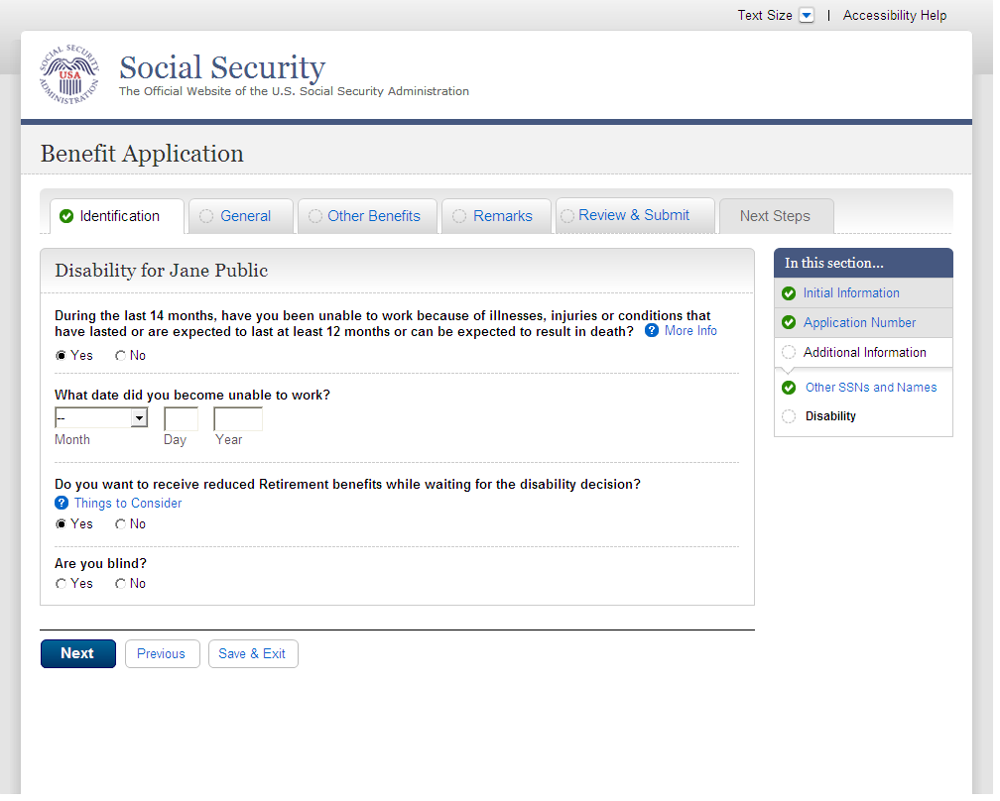 Text Size | Accessibility Help
SOCIAL SECURITY ADMINISTRATION
USA
Social Security
The Official Website of the U.S. Social Security Administration
Benefit Application
Identification General Other Benefits Remarks Review & Submit Next Steps
Disability for Jane Public
During the last 14 months, have you been unable to work because of illnesses, injuries or conditions that
have lasted or are expected to last at least 12 months or can be expected to result in death? ? More Info
Yes No
What date did you become unable to work?
--
Month Day Year
Do you want to receive reduced Retirement benefits while waiting for the disability decision?
? Things to Consider
Yes No
Are you blind?
Yes No
Next Previous Save & Exit
In this section...
Initial Information
Application Number
Additional Information
Other SSNs and Names
Disability